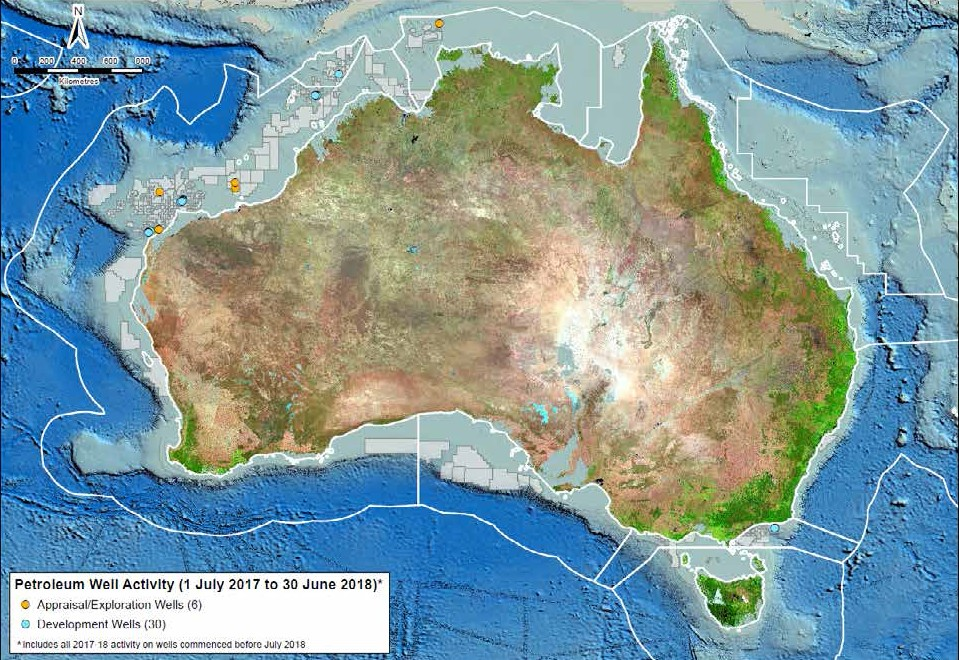 N
0 200 400 600 800
Kilometres
Petroleum Well Activity (1 July 2017 to 30 June 2018)*
Appraisal/Exploration Wells (6)
Development Wells (30)
* Includes all 2017-18 activity on wells commenced before July 2018